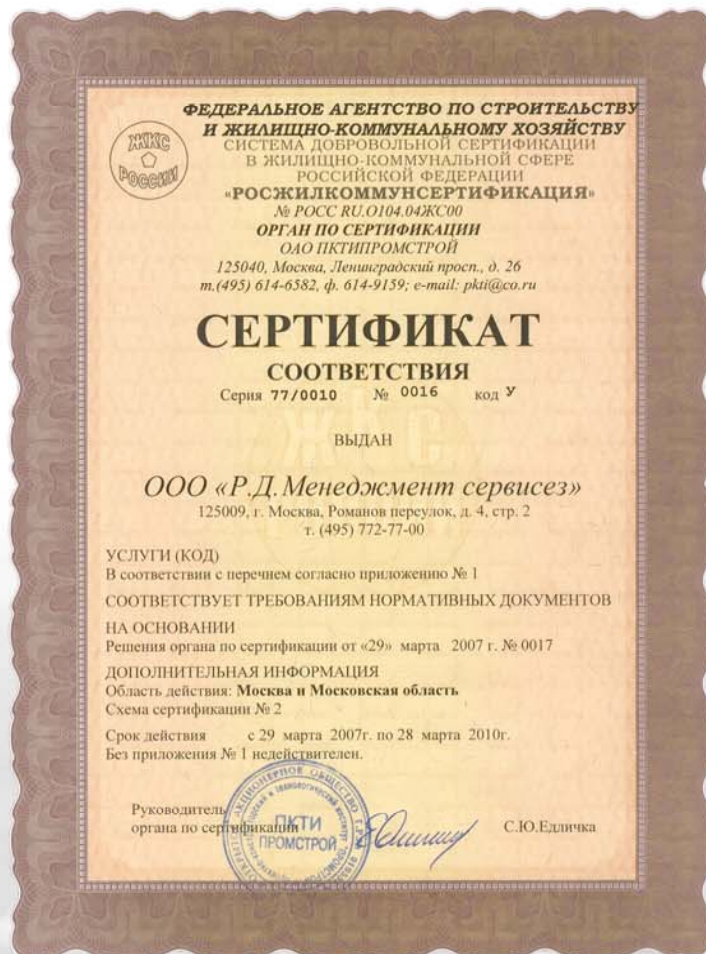 ФЕДЕРАЛЬНОЕ АГЕНТСТВО ПО СТРОИТЕЛЬСТВУ
И ЖИЛИЩНО-КОММУНАЛЬНОМУ ХОЗЯЙСТВУ
ЖКС
РОССИИ
СИСТЕМА ДОБРОВОЛЬНОЙ СЕРТИФИКАЦИИ
В ЖИЛИЩНО-КОММУНАЛЬНОЙ СФЕРЕ
РОССИЙСКОЙ ФЕДЕРАЦИИ
«РОСЖИЛКОММУНСЕРТИФИКАЦИЯ»
№ РОСС RU.О104.04ЖС00
ОРГАН ПО СЕРТИФИКАЦИИ
ОАО ПКТИПРОМСТРОЙ
125040, Москва, Ленинградский просп., д. 26
т.(495) 614-6582, ф. 614-9159; e-mail: pkti@co.ru
СЕРТИФИКАТ
СООТВЕТСТВИЯ
Серия 77/0010 № 0016 код У
ВЫДАН
ООО «Р.Д. Менеджмент сервисез»
125009, г. Москва, Романов переулок, д. 4, стр. 2
т. (495) 772-77-00
УСЛУГИ (КОД)
В соответствии с перечнем согласно приложению № 1
СООТВЕТСТВУЕТ ТРЕБОВАНИЯМ НОРМАТИВНЫХ ДОКУМЕНТОВ
НА ОСНОВАНИИ
Решения органа по сертификации от «29» марта 2007 г. № 0017
ДОПОЛНИТЕЛЬНАЯ ИНФОРМАЦИЯ
Область действия: Москва и Московская область
Схема сертификации № 2
Срок действия с 29 марта 2007г. по 28 марта 2010г.
Без приложения № 1 недействителен.
Руководитель
органа по сертификации С.Ю.Едличка
АКЦИОНЕРНОЕ ОБЩЕСТВО
ПКТИ
ПРОМСТРОЙ